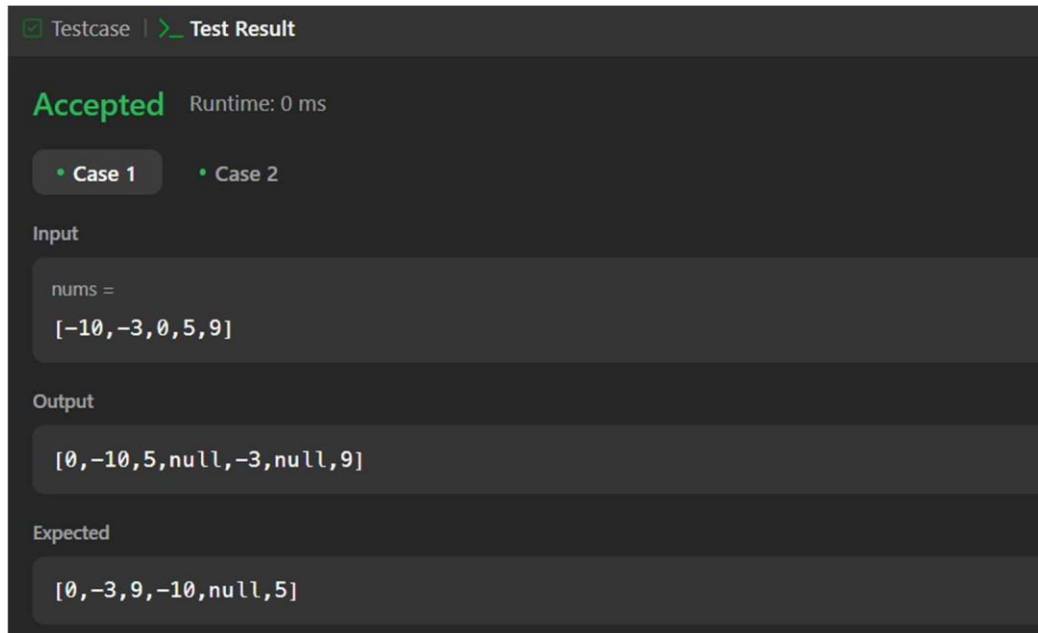 Testcase | >_ Test Result
Accepted Runtime: 0 ms
• Case 1 • Case 2
Input
nums =
[-10,-3,0,5,9]
Output
[0,-10,5,null,-3,null,9]
Expected
[0,-3,9,-10,null,5]